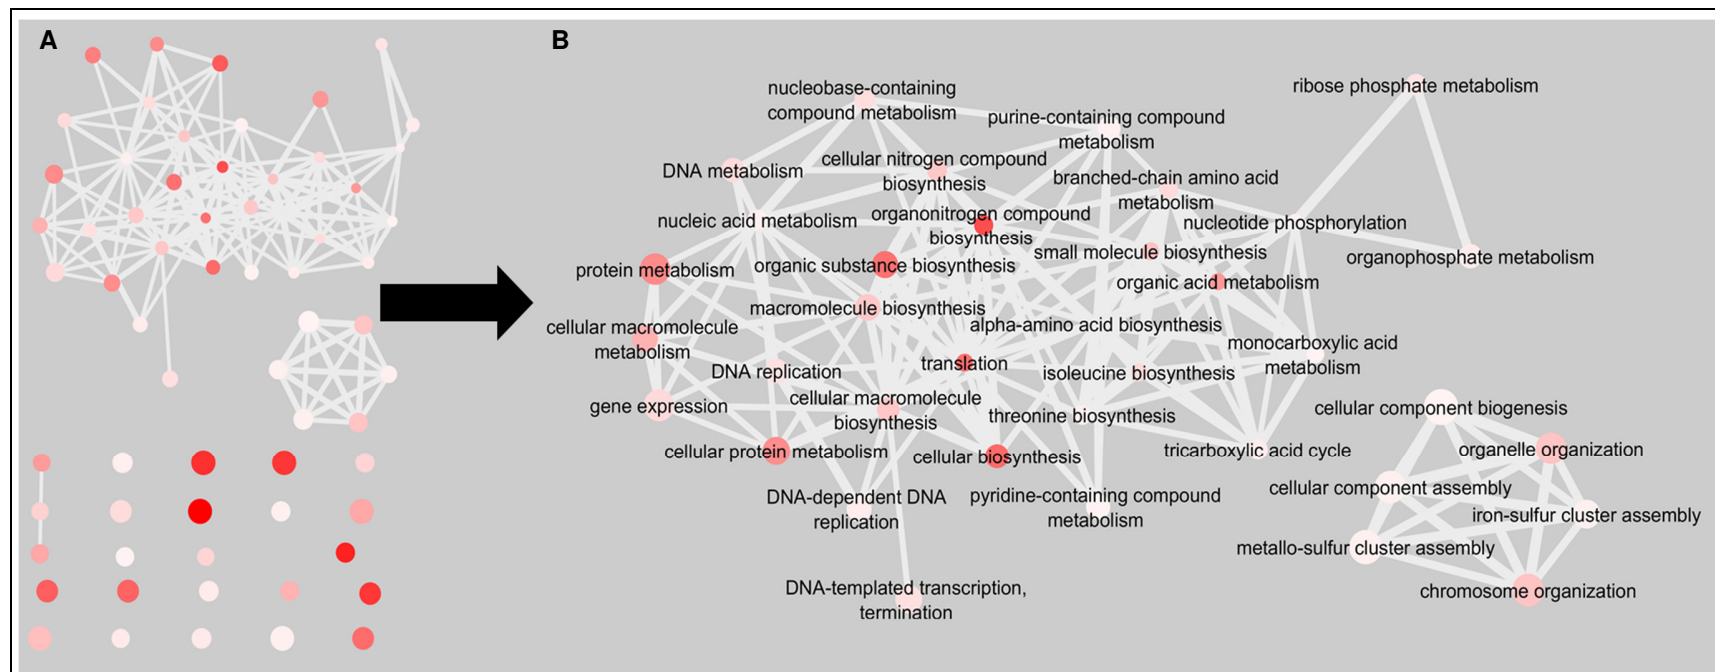 A
B
nucleobase-containing
compound metabolism
ribose phosphate metabolism
purine-containing compound
metabolism
DNA metabolism
cellular nitrogen compound
biosynthesis
branched-chain amino acid
metabolism
nucleic acid metabolism
organonitrogen compound
biosynthesis
nucleotide phosphorylation
small molecule biosynthesis
organophosphate metabolism
protein metabolism
organic substance biosynthesis
organic acid metabolism
macromolecule biosynthesis
cellular macromolecule
metabolism
alpha-amino acid biosynthesis
monocarboxylic acid
metabolism
DNA replication
translation
isoleucine biosynthesis
gene expression
cellular macromolecule
biosynthesis
threonine biosynthesis
cellular component biogenesis
cellular protein metabolism
cellular biosynthesis
tricarboxylic acid cycle
organelle organization
DNA-dependent DNA
replication
pyridine-containing compound
metabolism
cellular component assembly
iron-sulfur cluster assembly
metallo-sulfur cluster assembly
DNA-templated transcription,
termination
chromosome organization